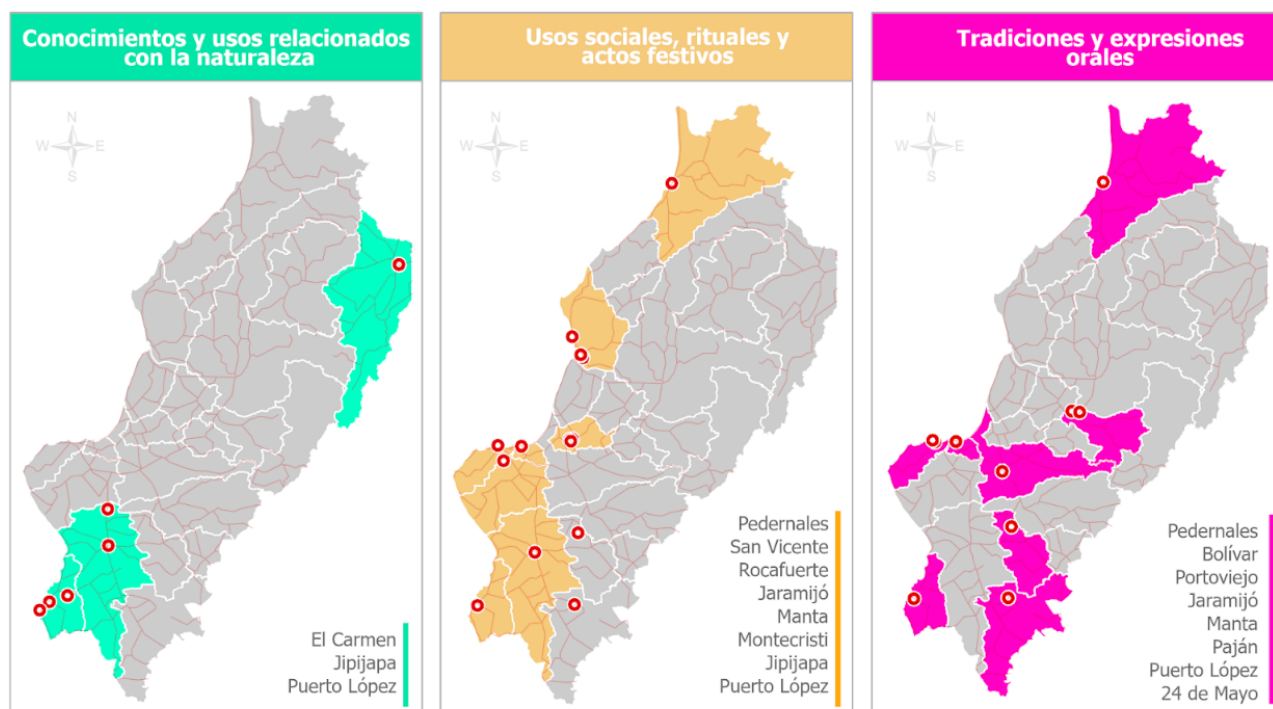 Conocimientos y usos relacionados
con la naturaleza
N
W E
S
El Carmen
Jipijapa
Puerto López
Usos sociales, rituales y
actos festivos
N
W E
S
Pedernales
San Vicente
Rocafuerte
Jaramijó
Manta
Montecristi
Jipijapa
Puerto López
Tradiciones y expresiones
orales
N
W E
S
Pedernales
Bolívar
Portoviejo
Jaramijó
Manta
Paján
Puerto López
24 de Mayo